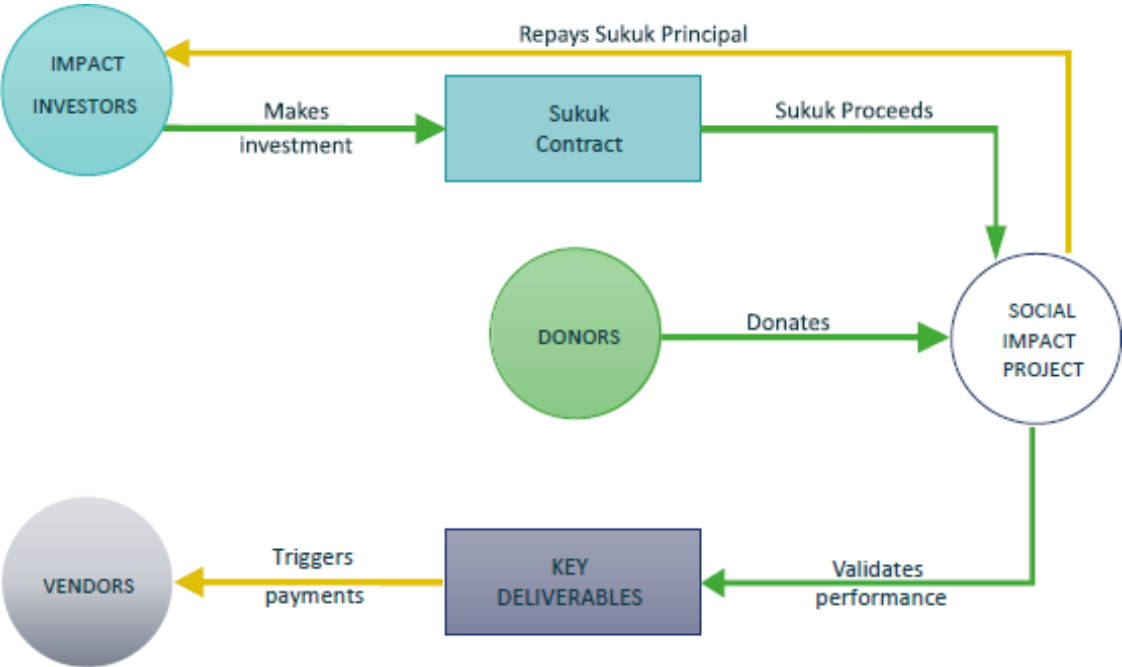 Repays Sukuk Principal
IMPACT
INVESTORS
Makes
investment
Sukuk
Contract
Sukuk Proceeds
DONORS
Donates
SOCIAL
IMPACT
PROJECT
VENDORS
Triggers
payments
KEY
DELIVERABLES
Validates
performance